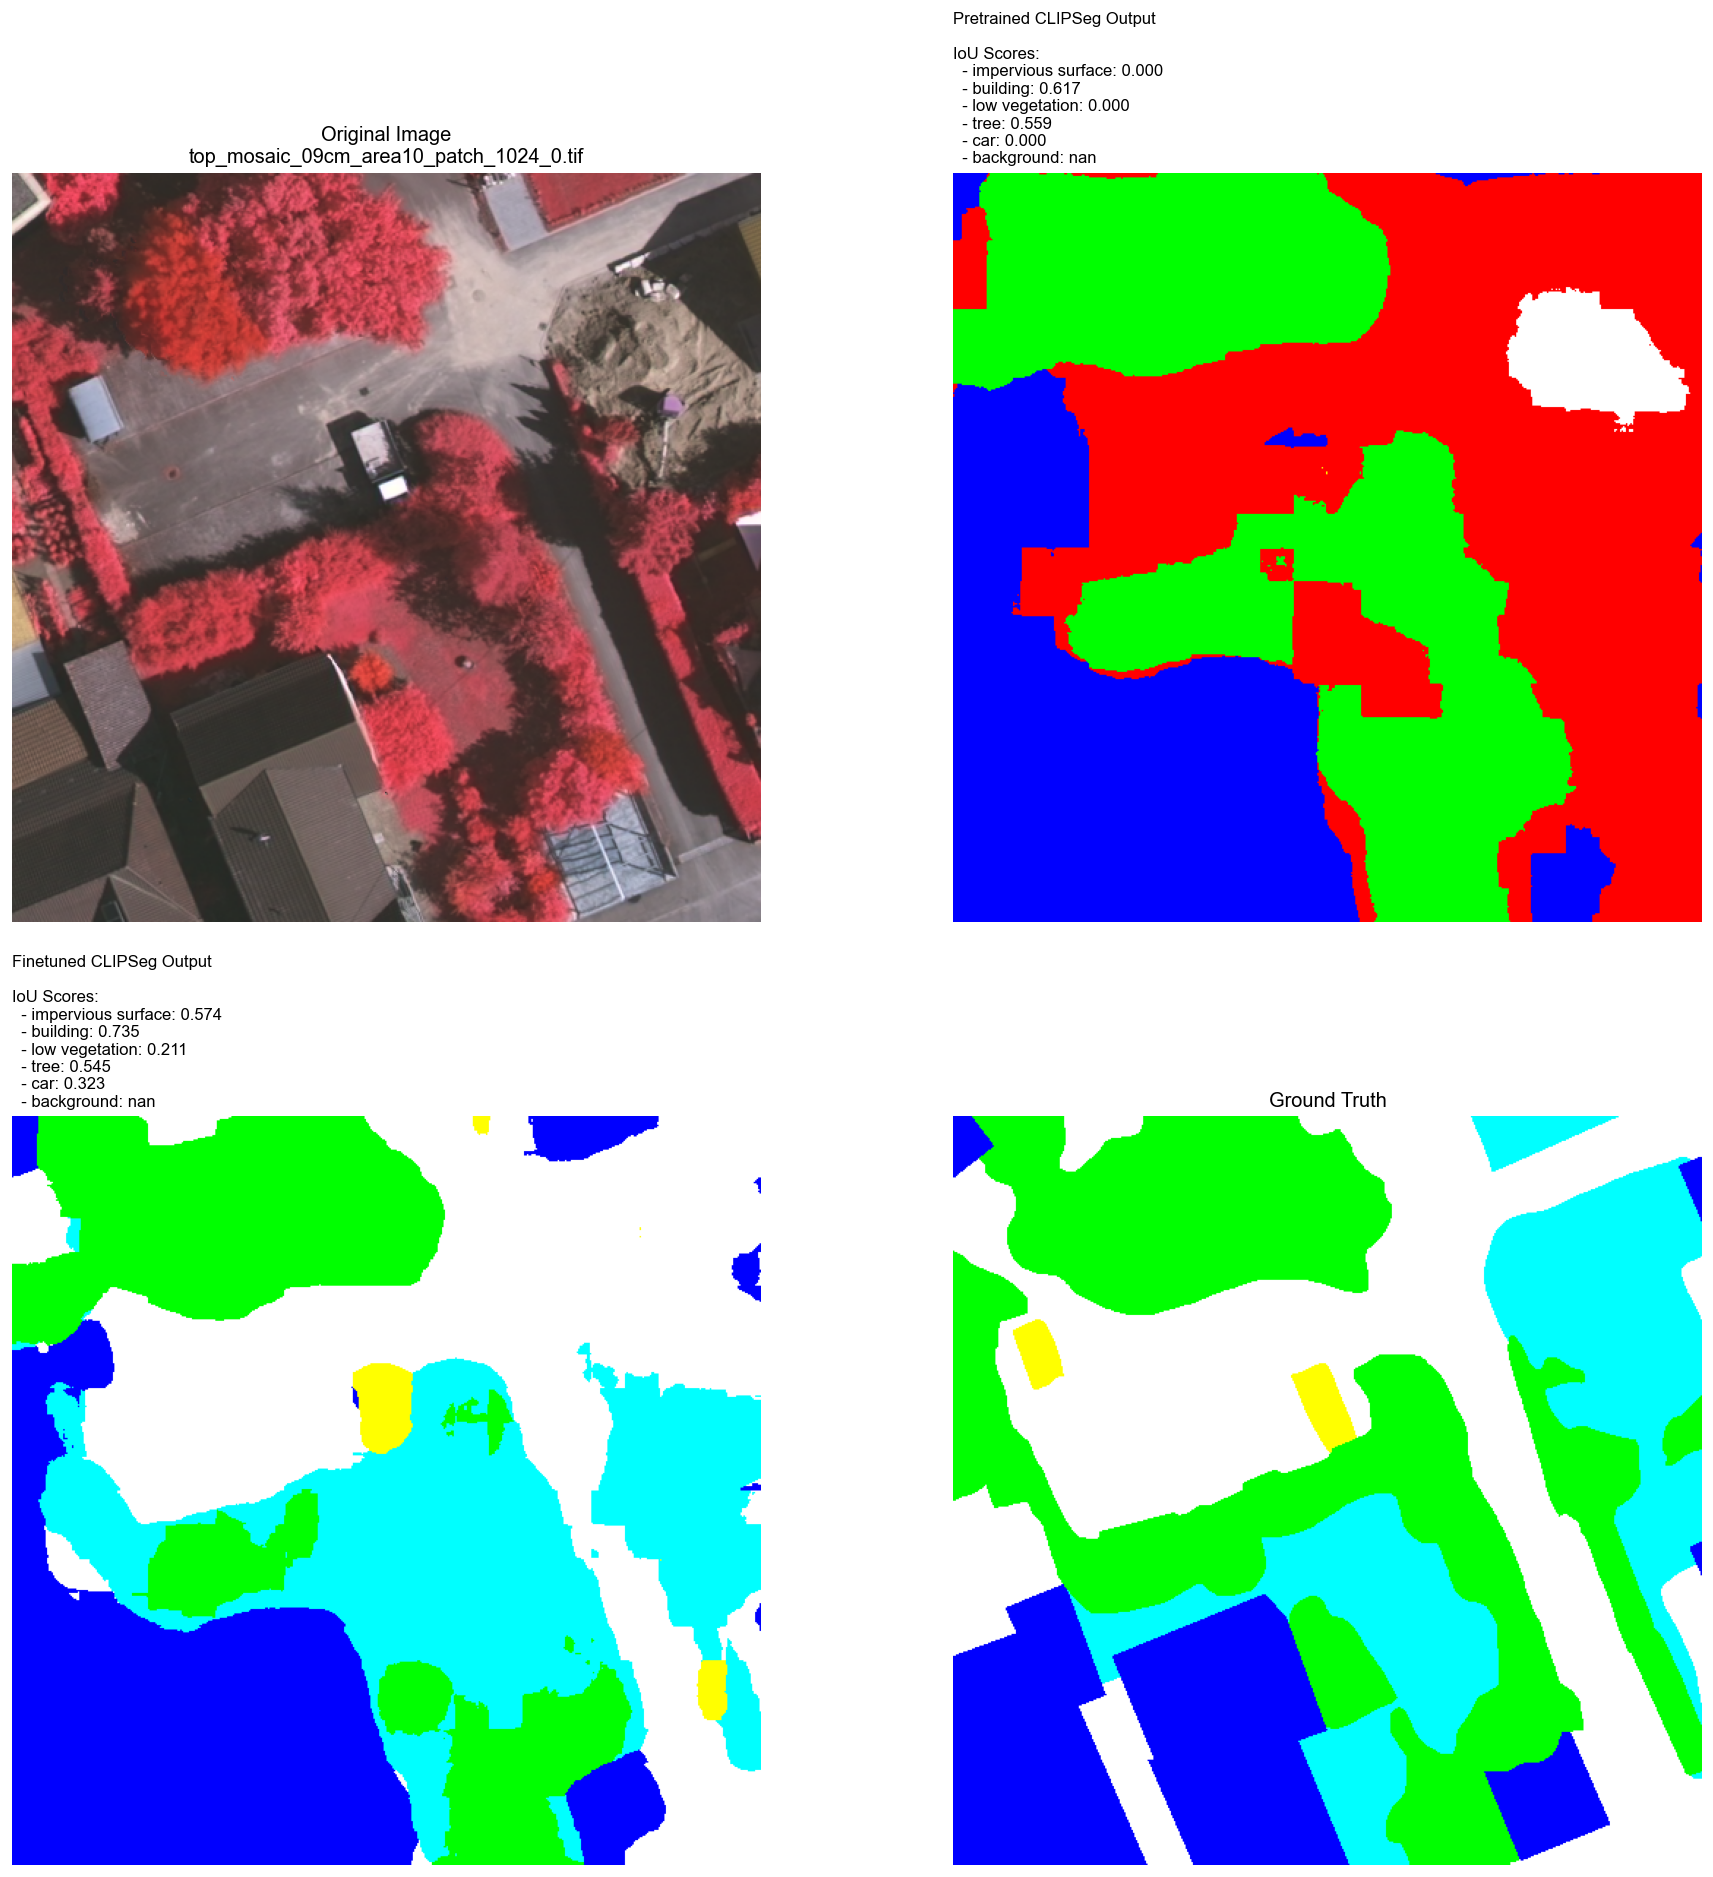 Pretrained CLIPSeg Output
IoU Scores:
- impervious surface: 0.000
- building: 0.617
- low vegetation: 0.000
- tree: 0.559
- car: 0.000
- background: nan
Original Image
top_mosaic_09cm_area10_patch_1024_0.tif
Finetuned CLIPSeg Output
IoU Scores:
- impervious surface: 0.574
- building: 0.735
- low vegetation: 0.211
- tree: 0.545
- car: 0.323
- background: nan
Ground Truth